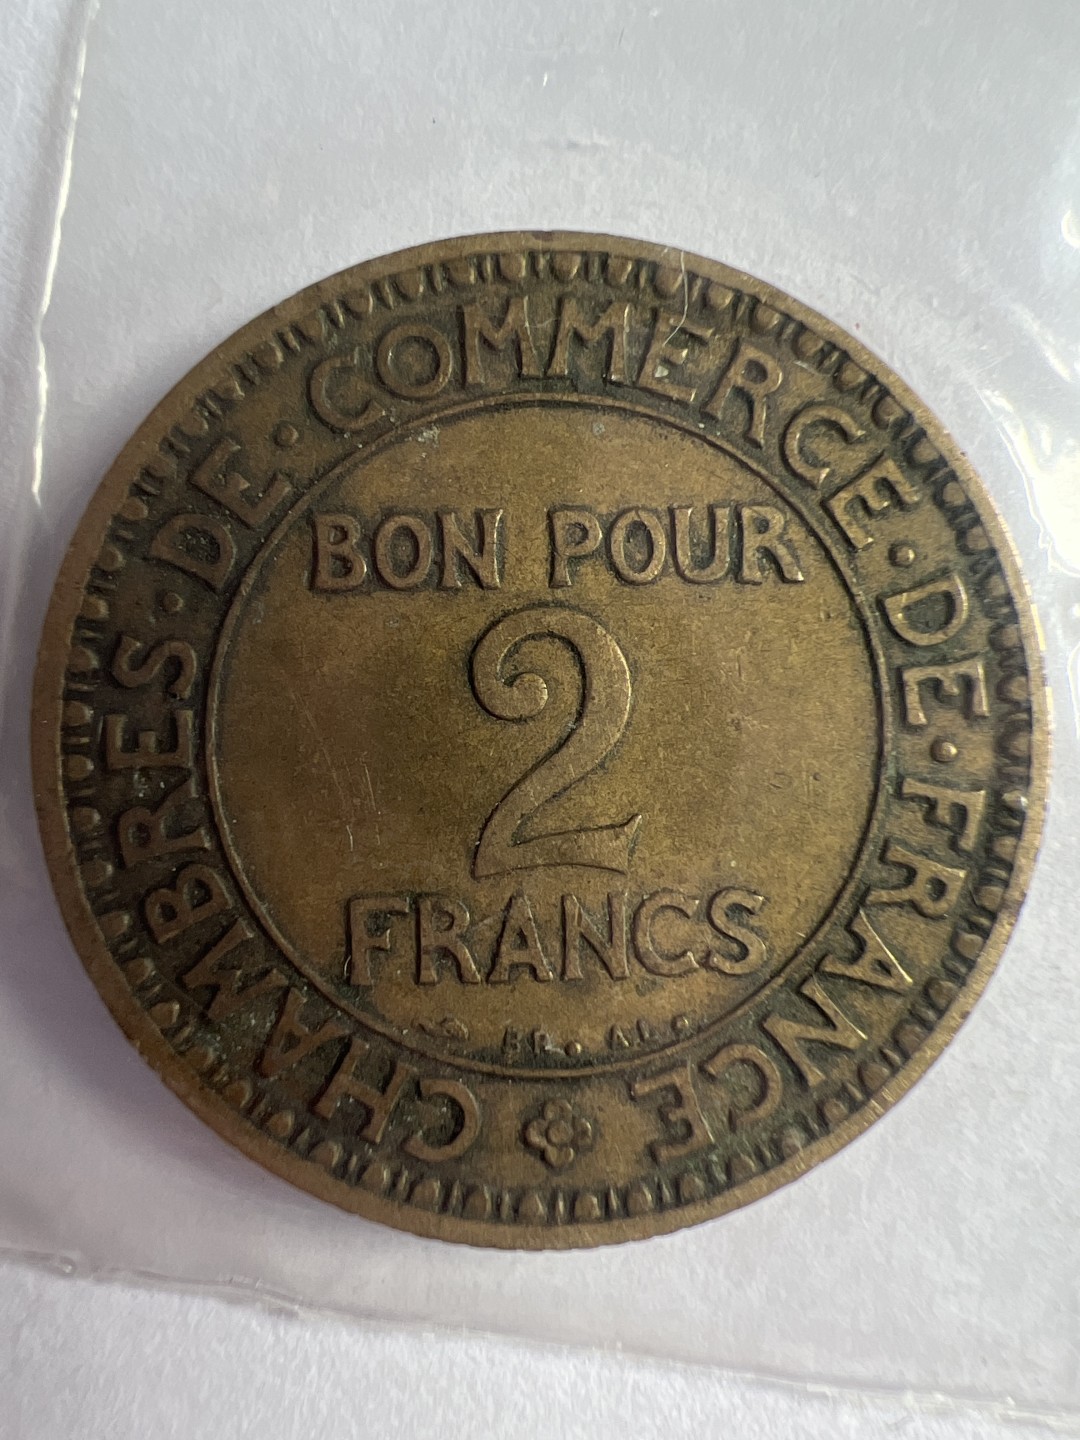 CHAMBRES · DE · COMMERCE · DE · FRANCE
BON POUR
2
FRANCS